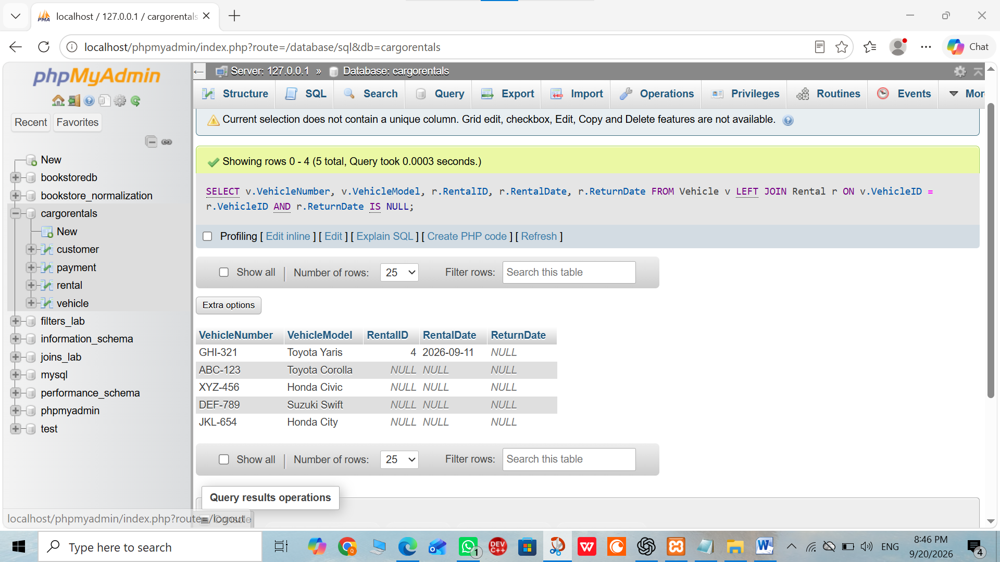 localhost / 127.0.0.1 / cargorentals
localhost/phpmyadmin/index.php?route=/database/sql&db=cargorentals
Chat
phpMyAdmin
Recent
Favorites
New
bookstoredb
bookstore_normalization
cargorentals
New
customer
payment
rental
vehicle
filters_lab
information_schema
joins_lab
mysql
performance_schema
phpmyadmin
test
Server: 127.0.0.1 » Database: cargorentals
Structure SQL Search Query Export Import Operations Privileges Routines Events Mor
Current selection does not contain a unique column. Grid edit, checkbox, Edit, Copy and Delete features are not available.
Showing rows 0 - 4 (5 total, Query took 0.0003 seconds.)
SELECT v.VehicleNumber, v.VehicleModel, r.RentalID, r.RentalDate, r.ReturnDate FROM Vehicle v LEFT JOIN Rental r ON v.VehicleID =
r.VehicleID AND r.ReturnDate IS NULL;
Profiling [ Edit inline ] [ Edit ] [ Explain SQL ] [ Create PHP code ] [ Refresh ]
Show all Number of rows: 25 Filter rows: Search this table
Extra options
VehicleNumber VehicleModel RentalID RentalDate ReturnDate
GHI-321 Toyota Yaris 4 2026-09-11 NULL
ABC-123 Toyota Corolla NULL NULL NULL
XYZ-456 Honda Civic NULL NULL NULL
DEF-789 Suzuki Swift NULL NULL NULL
JKL-654 Honda City NULL NULL NULL
Show all Number of rows: 25 Filter rows: Search this table
Query results operations
localhost/phpmyadmin/index.php?route=/logout
Console
Type here to search
ENG
8:46 PM
9/20/2026
4
1
PMA
DEV
C++